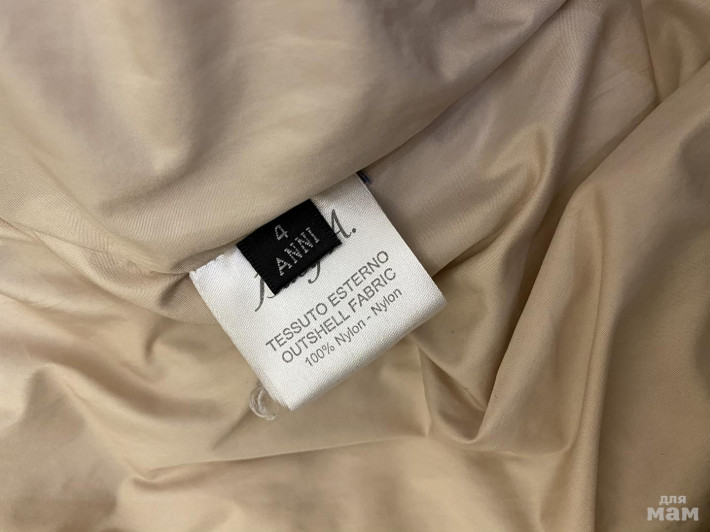 4
ANNI
A.
TESSUTO ESTERNO
OUTSHELL FABRIC
100% Nylon - Nylon
для
мам